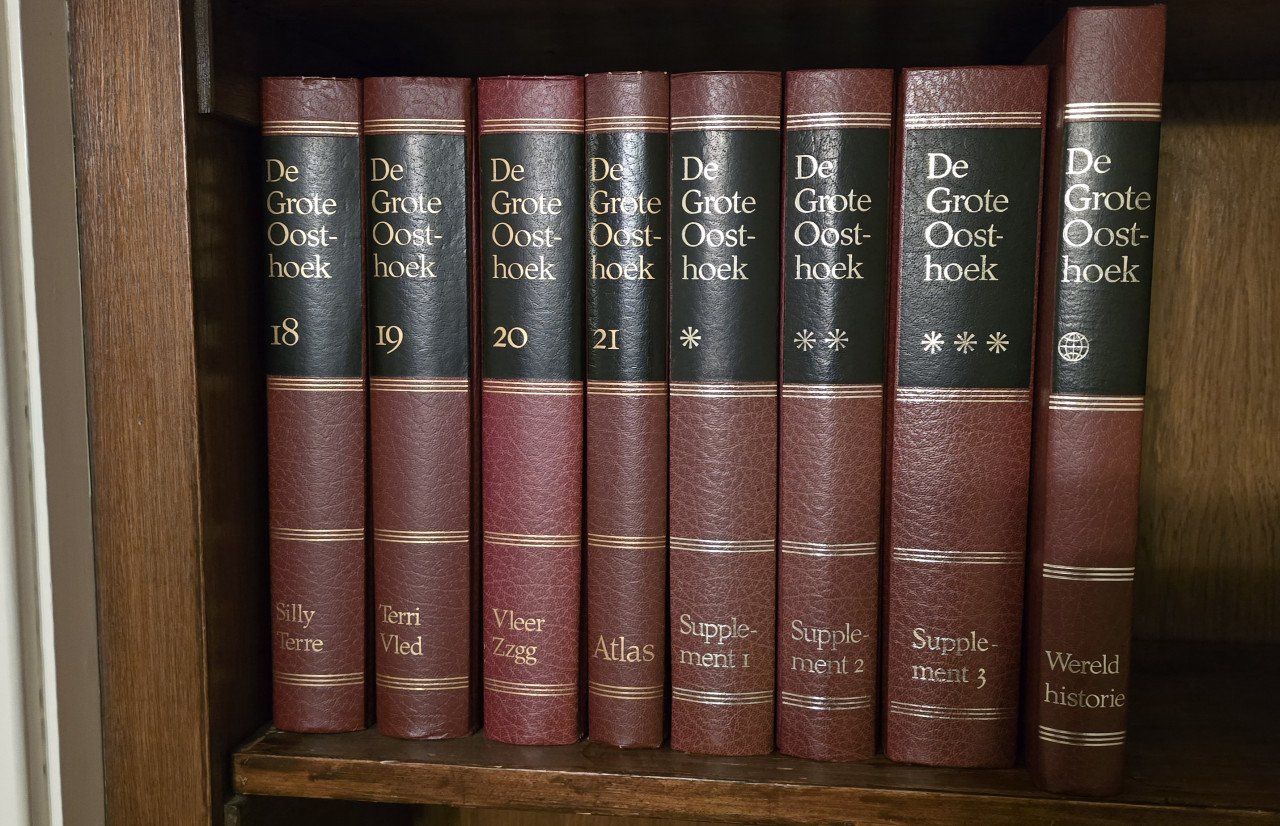 De
Grote
Oost-
hoek
18
Silly
Terre
De
Grote
Oost-
hoek
19
Terri
Vled
De
Grote
Oost-
hoek
20
Vleer
Zzgg
De
Grote
Oost-
hoek
21
Atlas
De
Grote
Oost-
hoek
*
Supple-
ment 1
De
Grote
Oost-
hoek
**
Supple-
ment 2
De
Grote
Oost-
hoek
***
Supple-
ment 3
De
Grote
Oost-
hoek
Wereld
historie